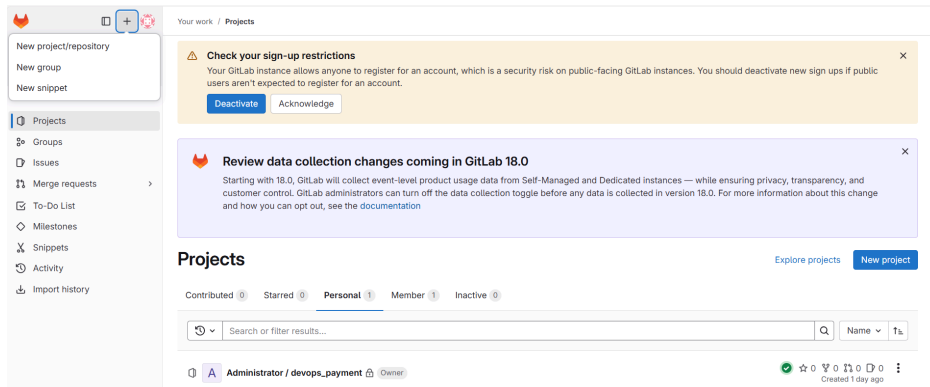 Your work / Projects
New project/repository
New group
New snippet
Projects
Groups
Issues
Merge requests
To-Do List
Milestones
Snippets
Activity
Import history
Check your sign-up restrictions
Your GitLab instance allows anyone to register for an account, which is a security risk on public-facing GitLab instances. You should deactivate new sign ups if public
users aren't expected to register for an account.
Deactivate Acknowledge
Review data collection changes coming in GitLab 18.0
Starting with 18.0, GitLab will collect event-level product usage data from Self-Managed and Dedicated instances — while ensuring privacy, transparency, and
customer control. GitLab administrators can turn off the data collection toggle before any data is collected in version 18.0. For more information about this change
and how you can opt out, see the documentation
Projects
Explore projects New project
Contributed 0 Starred 0 Personal 1 Member 1 Inactive 0
Search or filter results... Name
A Administrator / devops_payment Owner 0 0 0 0
Created 1 day ago